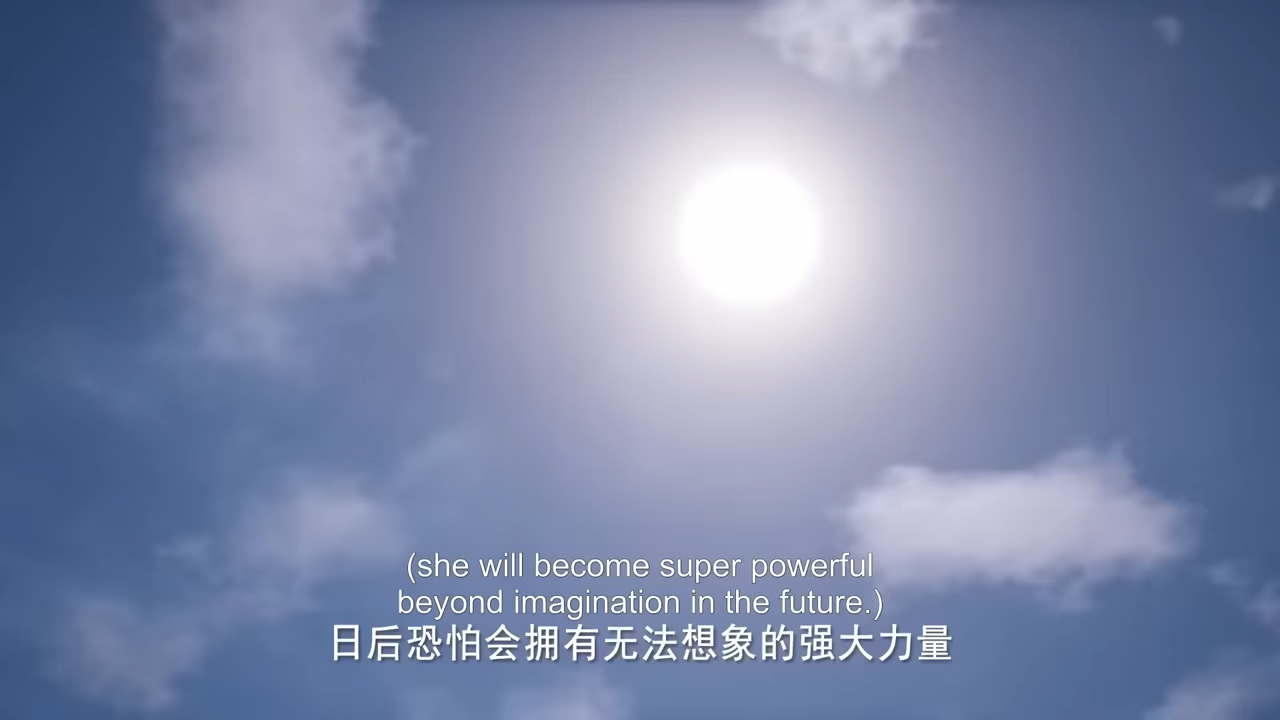 (she will become super powerful
beyond imagination in the future.)
日后恐怕会拥有无法想象的强大力量